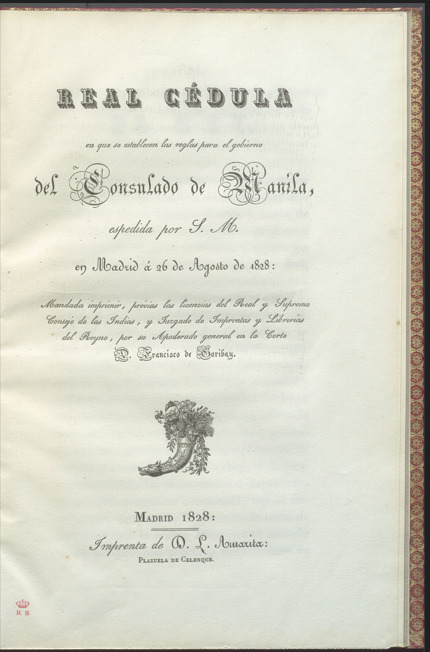 REAL CÉDULA
en que se establecen las reglas para el gobierno
del Consulado de Manila,
espedida por S. M.
en Madrid á 26 de Agosto de 1828:
Mandada imprimir, prévias las licencias del Real y Supremo
Consejo de las Indias, y Juzgado de Imprentas y Librerías
del Reyno, por su Apoderado general en la Corte
D. Francisco de Garibay.
MADRID 1828:
Imprenta de D. L. Amarita:
PLAZUELA DE CELENQUE.